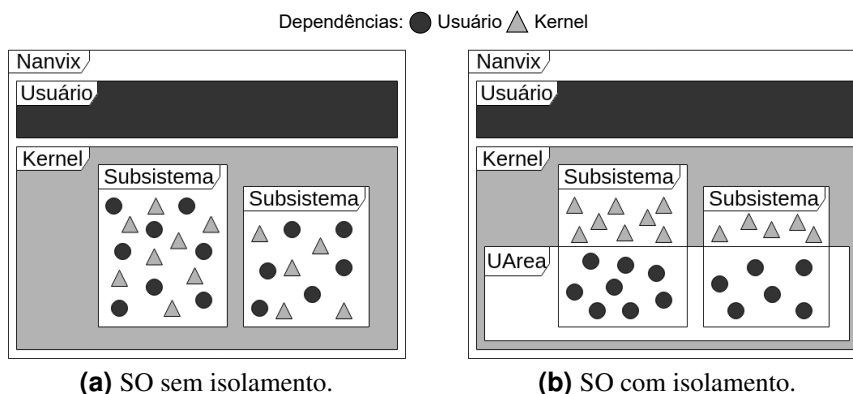 Dependências: Usuário Kernel
Nanvix
Usuário
Kernel
Subsistema
Subsistema
(a) SO sem isolamento.
Nanvix
Usuário
Kernel
Subsistema
Subsistema
UArea
(b) SO com isolamento.